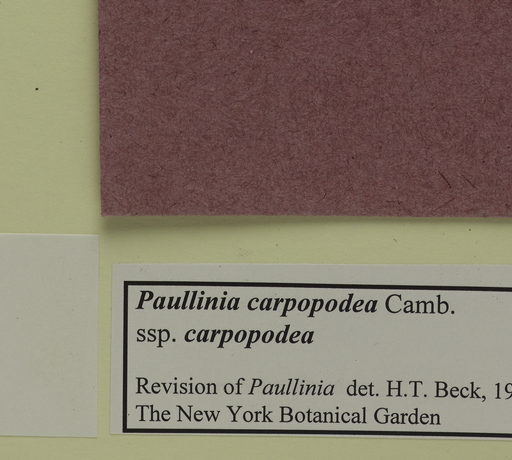 Paullinia carpopodea Camb.
ssp. carpopodea
Revision of Paullinia det. H.T. Beck, 19
The New York Botanical Garden